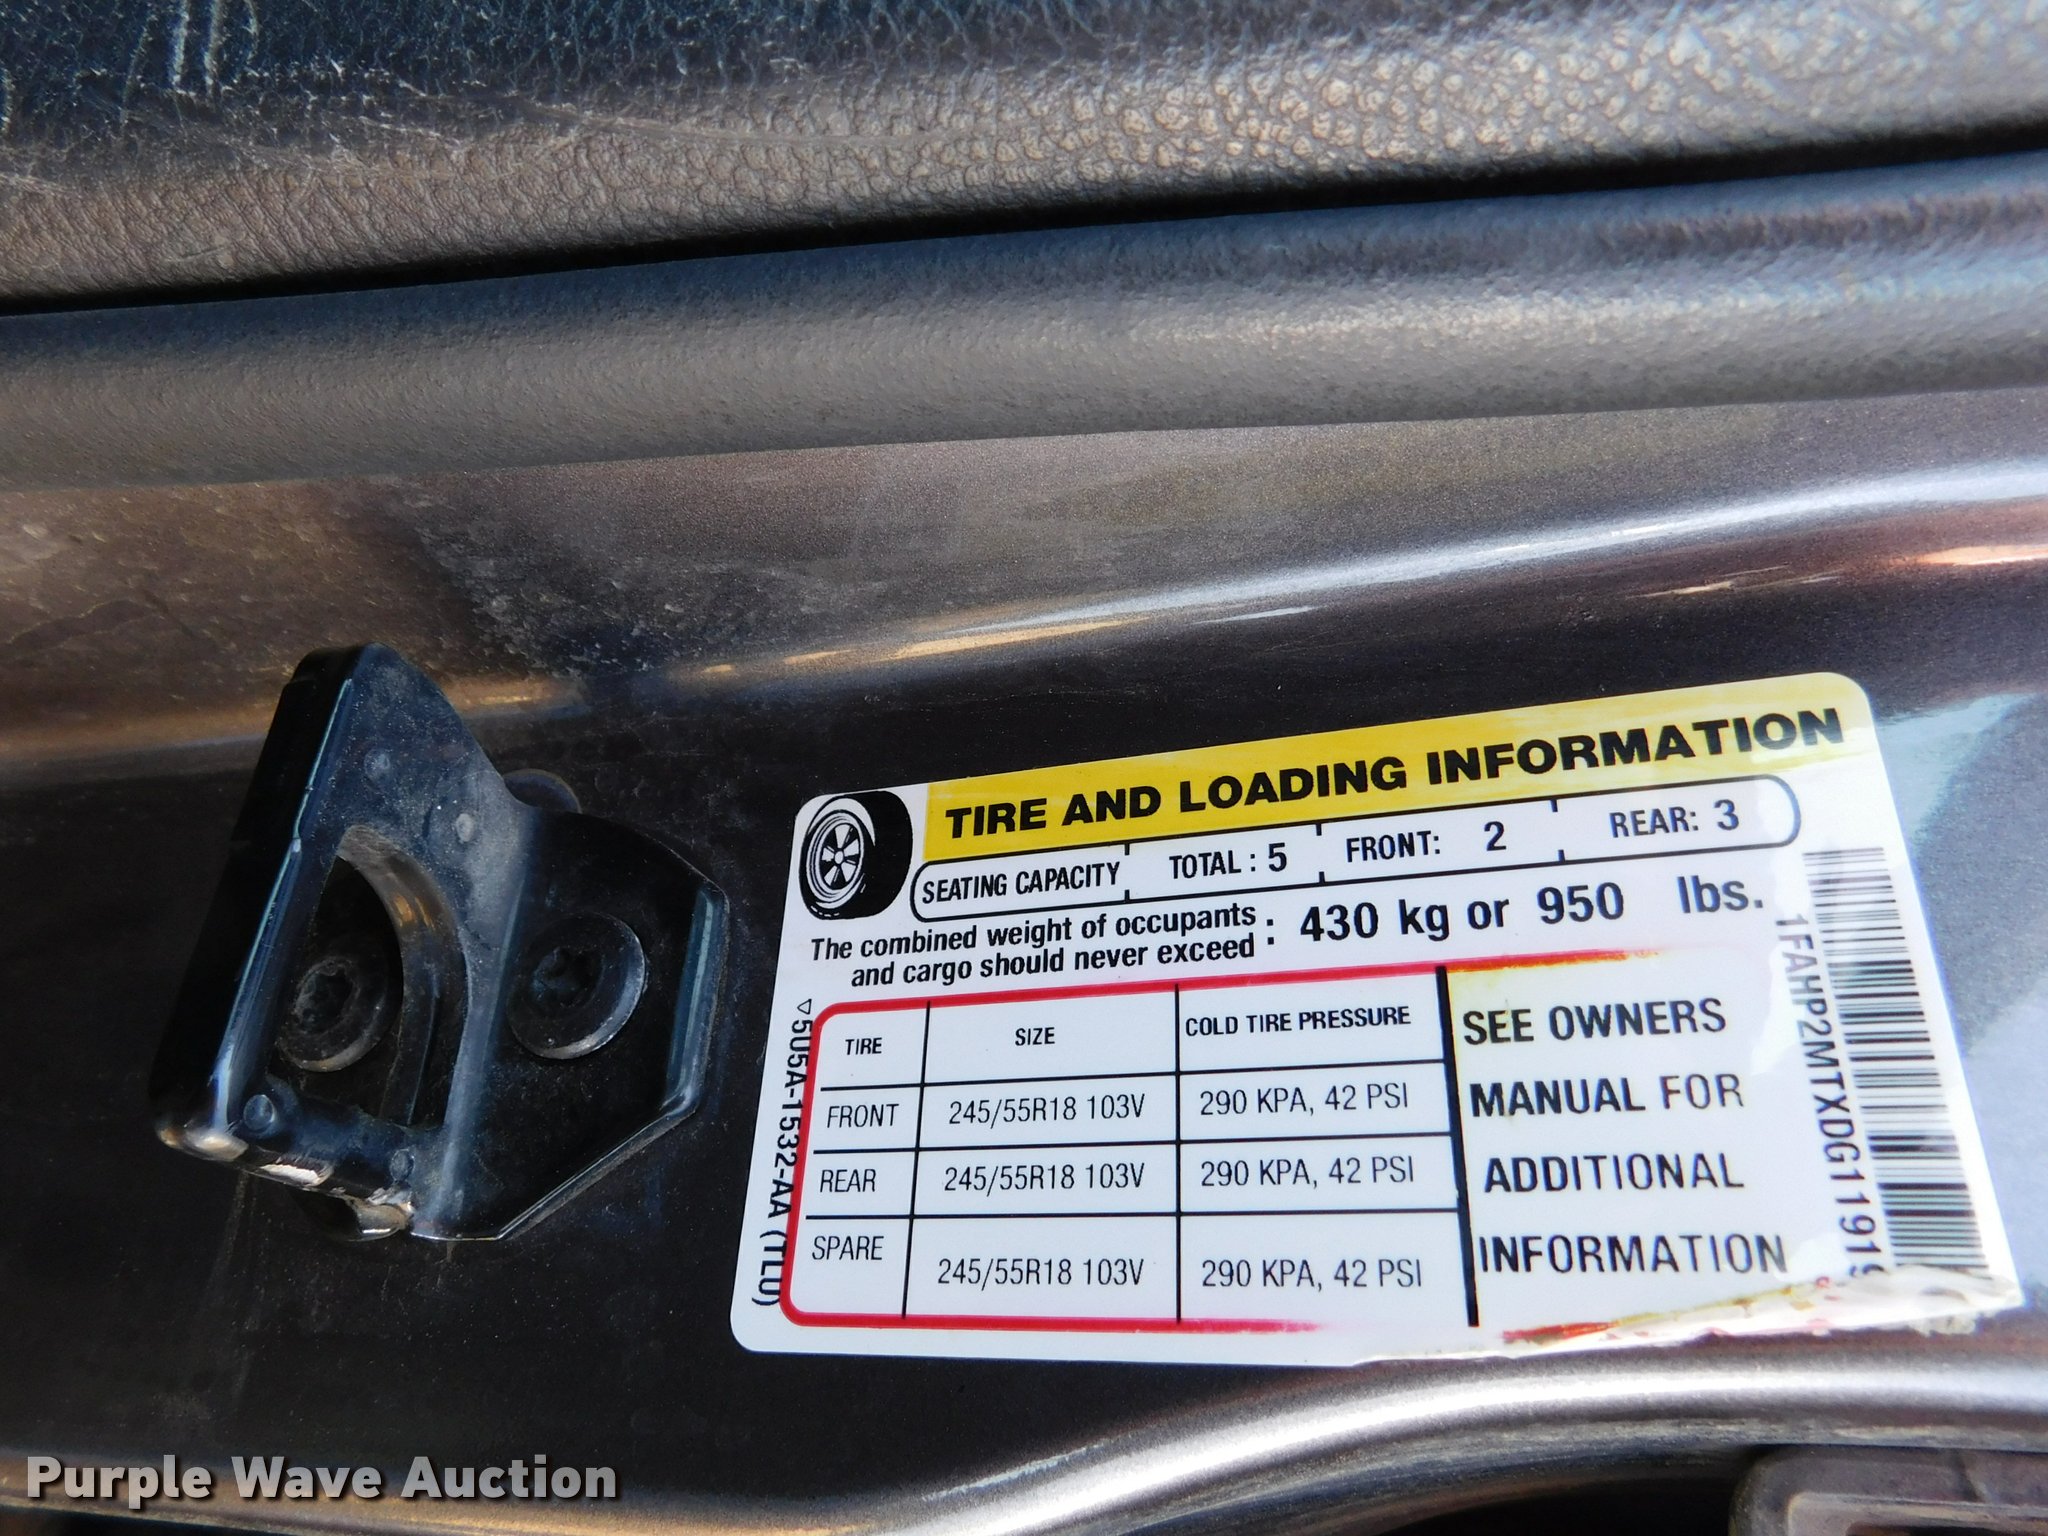 TIRE AND LOADING INFORMATION
SEATING CAPACITY TOTAL : 5 FRONT: 2 REAR: 3
The combined weight of occupants and cargo should never exceed : 430 kg or 950 lbs.
TIRE SIZE COLD TIRE PRESSURE
FRONT 245/55R18 103V 290 KPA, 42 PSI
REAR 245/55R18 103V 290 KPA, 42 PSI
SPARE 245/55R18 103V 290 KPA, 42 PSI
SEE OWNERS
MANUAL FOR
ADDITIONAL
INFORMATION
5U5A-1532-AA (TL0)
1FAHP2MTXDG11919
Purple Wave Auction